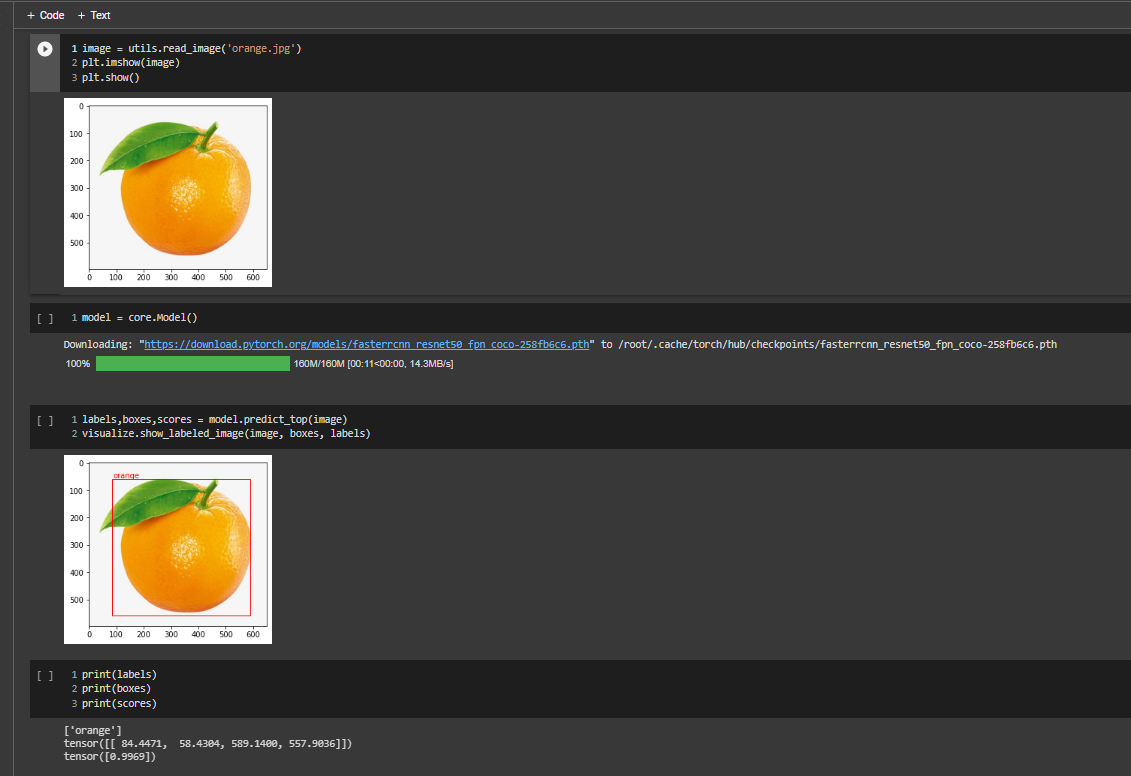 + Code + Text
1 image = utils.read_image('orange.jpg')
2 plt.imshow(image)
3 plt.show()
0
100
200
300
400
500
0 100 200 300 400 500 600
[ ] 1 model = core.Model()
Downloading: "https://download.pytorch.org/models/fasterrcnn_resnet50_fpn_coco-258fb6c6.pth" to /root/.cache/torch/hub/checkpoints/fasterrcnn_resnet50_fpn_coco-258fb6c6.pth
100% 160M/160M [00:11<00:00, 14.3MB/s]
[ ] 1 labels,boxes,scores = model.predict_top(image)
2 visualize.show_labeled_image(image, boxes, labels)
0
orange
100
200
300
400
500
0 100 200 300 400 500 600
[ ] 1 print(labels)
2 print(boxes)
3 print(scores)
['orange']
tensor([[ 84.4471,  58.4304, 589.1400, 557.9036]])
tensor([0.9969])